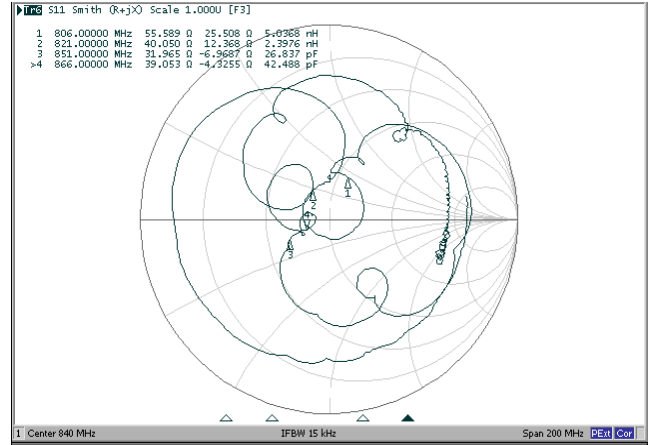 Tr6 S11 Smith (R+jX) Scale 1.000U [F3]
1 806.00000 MHz 55.589 Ω 25.508 Ω 5.0368 nH
2 821.00000 MHz 40.050 Ω 12.368 Ω 2.3976 nH
3 851.00000 MHz 31.965 Ω -6.9687 Ω 26.837 pF
>4 866.00000 MHz 39.053 Ω -4.3255 Ω 42.488 pF
1
2
4
3
1 Center 840 MHz IFBW 15 kHz Span 200 MHz PExt Cor